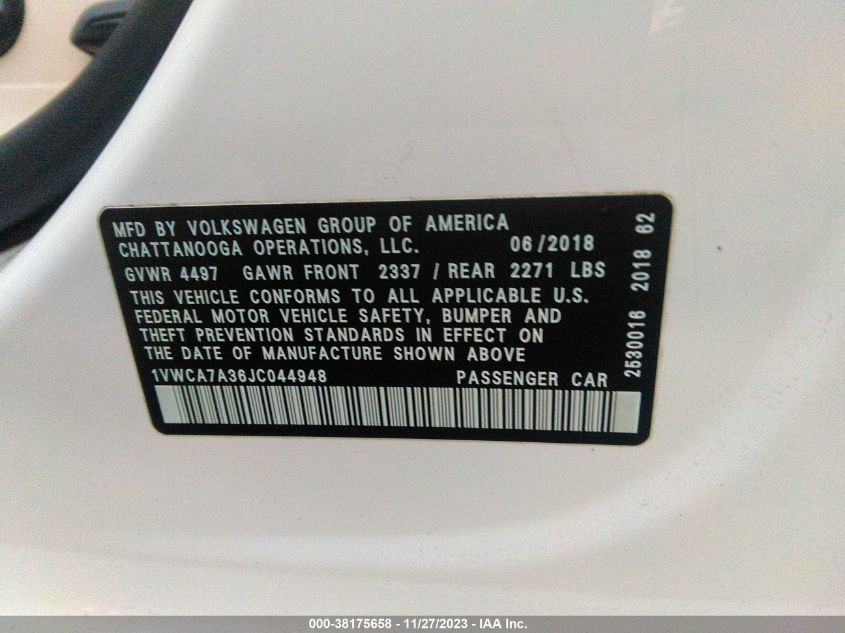 MFD BY VOLKSWAGEN GROUP OF AMERICA
CHATTANOOGA OPERATIONS, LLC. 06/2018
GVWR 4497 GAWR FRONT 2337 / REAR 2271 LBS
THIS VEHICLE CONFORMS TO ALL APPLICABLE U.S.
FEDERAL MOTOR VEHICLE SAFETY, BUMPER AND
THEFT PREVENTION STANDARDS IN EFFECT ON
THE DATE OF MANUFACTURE SHOWN ABOVE
1VWCA7A36JC044948 PASSENGER CAR
2530016 2018 62
000-38175658 - 11/27/2023 - IAA Inc.